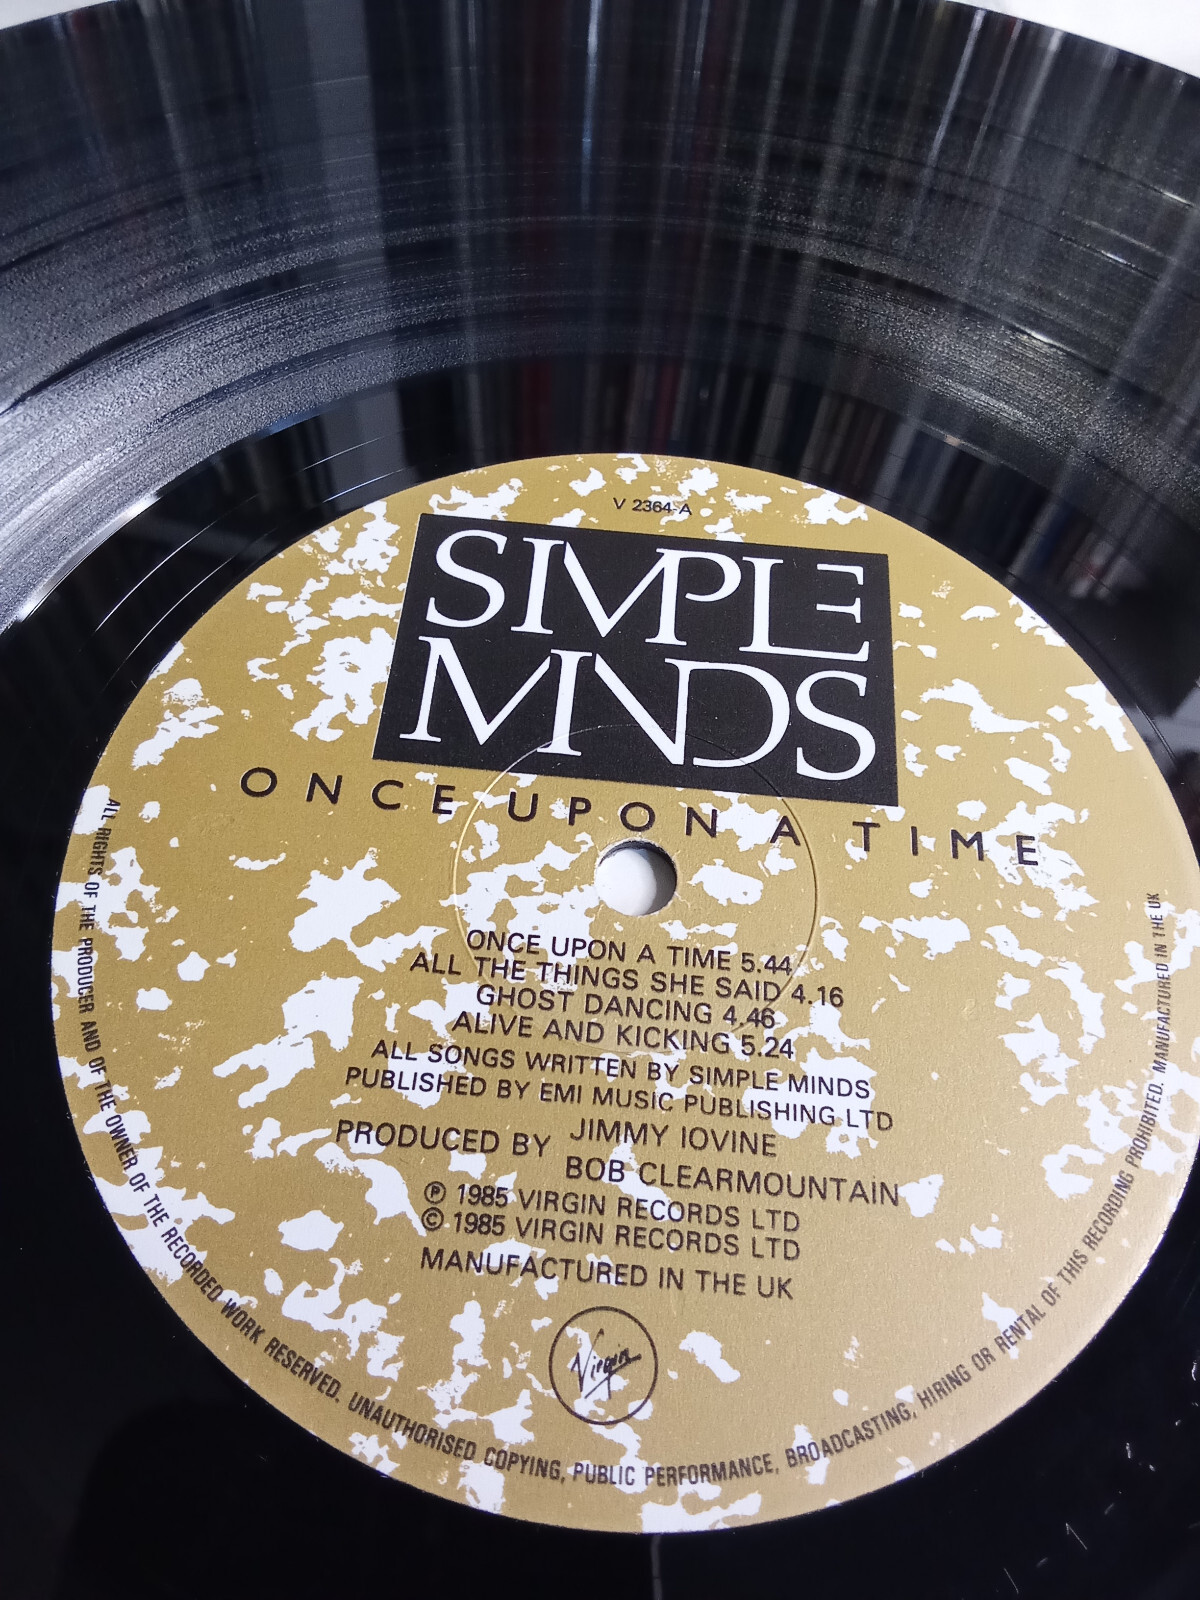 V 2364-A
SIMPLE
MINDS
ONCE UPON A TIME
ONCE UPON A TIME 5.44
ALL THE THINGS SHE SAID 4.16
GHOST DANCING 4.46
ALIVE AND KICKING 5.24
ALL SONGS WRITTEN BY SIMPLE MINDS
PUBLISHED BY EMI MUSIC PUBLISHING LTD
PRODUCED BY JIMMY IOVINE
BOB CLEARMOUNTAIN
℗ 1985 VIRGIN RECORDS LTD
© 1985 VIRGIN RECORDS LTD
MANUFACTURED IN THE UK
Virgin
ALL RIGHTS OF THE PRODUCER AND OF THE OWNER OF THE RECORDED WORK RESERVED. UNAUTHORISED COPYING, PUBLIC PERFORMANCE, BROADCASTING, HIRING OR RENTAL OF THIS RECORDING PROHIBITED. MANUFACTURED IN THE UK